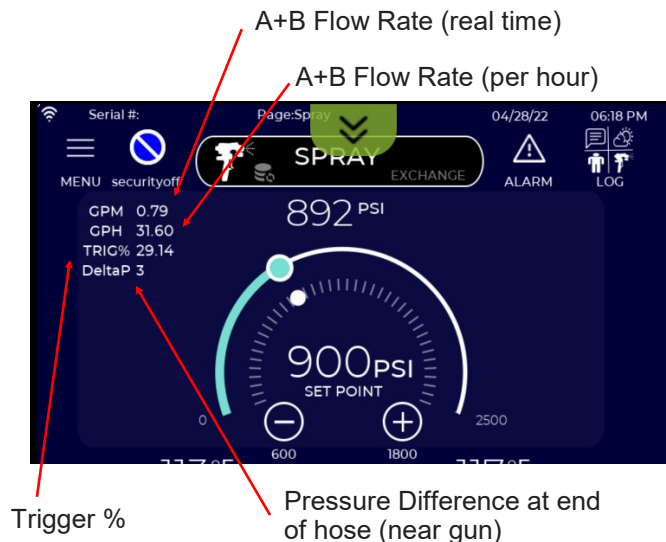 A+B Flow Rate (real time)
A+B Flow Rate (per hour)
Serial #: Page:Spray 04/28/22 06:18 PM
SPRAY
EXCHANGE
MENU securityoff ALARM LOG
GPM 0.79
GPH 31.60
TRIG% 29.14
DeltaP 3
892 PSI
900PSI
SET POINT
0 2500
600 1800
Trigger %
Pressure Difference at end
of hose (near gun)